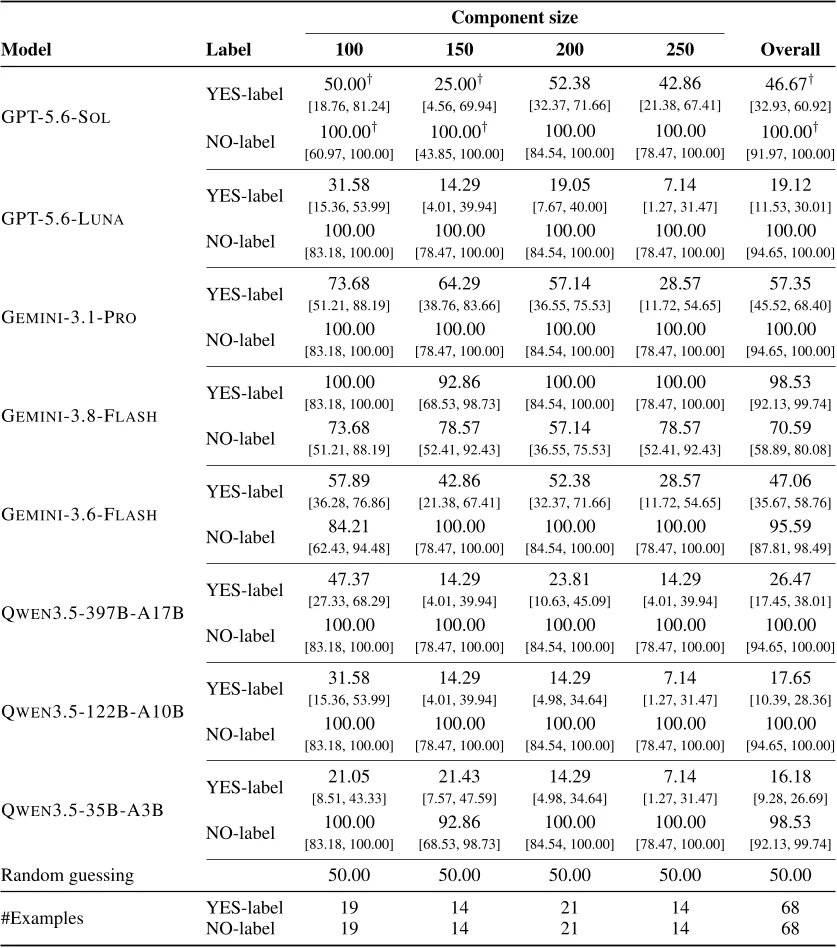 Component size
Model Label 100 150 200 250 Overall
GPT-5.6-SOL YES-label 50.00† 25.00† 52.38 42.86 46.67†
[18.76, 81.24] [4.56, 69.94] [32.37, 71.66] [21.38, 67.41] [32.93, 60.92]
NO-label 100.00† 100.00† 100.00 100.00 100.00†
[60.97, 100.00] [43.85, 100.00] [84.54, 100.00] [78.47, 100.00] [91.97, 100.00]
GPT-5.6-LUNA YES-label 31.58 14.29 19.05 7.14 19.12
[15.36, 53.99] [4.01, 39.94] [7.67, 40.00] [1.27, 31.47] [11.53, 30.01]
NO-label 100.00 100.00 100.00 100.00 100.00
[83.18, 100.00] [78.47, 100.00] [84.54, 100.00] [78.47, 100.00] [94.65, 100.00]
GEMINI-3.1-PRO YES-label 73.68 64.29 57.14 28.57 57.35
[51.21, 88.19] [38.76, 83.66] [36.55, 75.53] [11.72, 54.65] [45.52, 68.40]
NO-label 100.00 100.00 100.00 100.00 100.00
[83.18, 100.00] [78.47, 100.00] [84.54, 100.00] [78.47, 100.00] [94.65, 100.00]
GEMINI-3.8-FLASH YES-label 100.00 92.86 100.00 100.00 98.53
[83.18, 100.00] [68.53, 98.73] [84.54, 100.00] [78.47, 100.00] [92.13, 99.74]
NO-label 73.68 78.57 57.14 78.57 70.59
[51.21, 88.19] [52.41, 92.43] [36.55, 75.53] [52.41, 92.43] [58.89, 80.08]
GEMINI-3.6-FLASH YES-label 57.89 42.86 52.38 28.57 47.06
[36.28, 76.86] [21.38, 67.41] [32.37, 71.66] [11.72, 54.65] [35.67, 58.76]
NO-label 84.21 100.00 100.00 100.00 95.59
[62.43, 94.48] [78.47, 100.00] [84.54, 100.00] [78.47, 100.00] [87.81, 98.49]
QWEN3.5-397B-A17B YES-label 47.37 14.29 23.81 14.29 26.47
[27.33, 68.29] [4.01, 39.94] [10.63, 45.09] [4.01, 39.94] [17.45, 38.01]
NO-label 100.00 100.00 100.00 100.00 100.00
[83.18, 100.00] [78.47, 100.00] [84.54, 100.00] [78.47, 100.00] [94.65, 100.00]
QWEN3.5-122B-A10B YES-label 31.58 14.29 14.29 7.14 17.65
[15.36, 53.99] [4.01, 39.94] [4.98, 34.64] [1.27, 31.47] [10.39, 28.36]
NO-label 100.00 100.00 100.00 100.00 100.00
[83.18, 100.00] [78.47, 100.00] [84.54, 100.00] [78.47, 100.00] [94.65, 100.00]
QWEN3.5-35B-A3B YES-label 21.05 21.43 14.29 7.14 16.18
[8.51, 43.33] [7.57, 47.59] [4.98, 34.64] [1.27, 31.47] [9.28, 26.69]
NO-label 100.00 92.86 100.00 100.00 98.53
[83.18, 100.00] [68.53, 98.73] [84.54, 100.00] [78.47, 100.00] [92.13, 99.74]
Random guessing 50.00 50.00 50.00 50.00 50.00
#Examples YES-label 19 14 21 14 68
NO-label 19 14 21 14 68